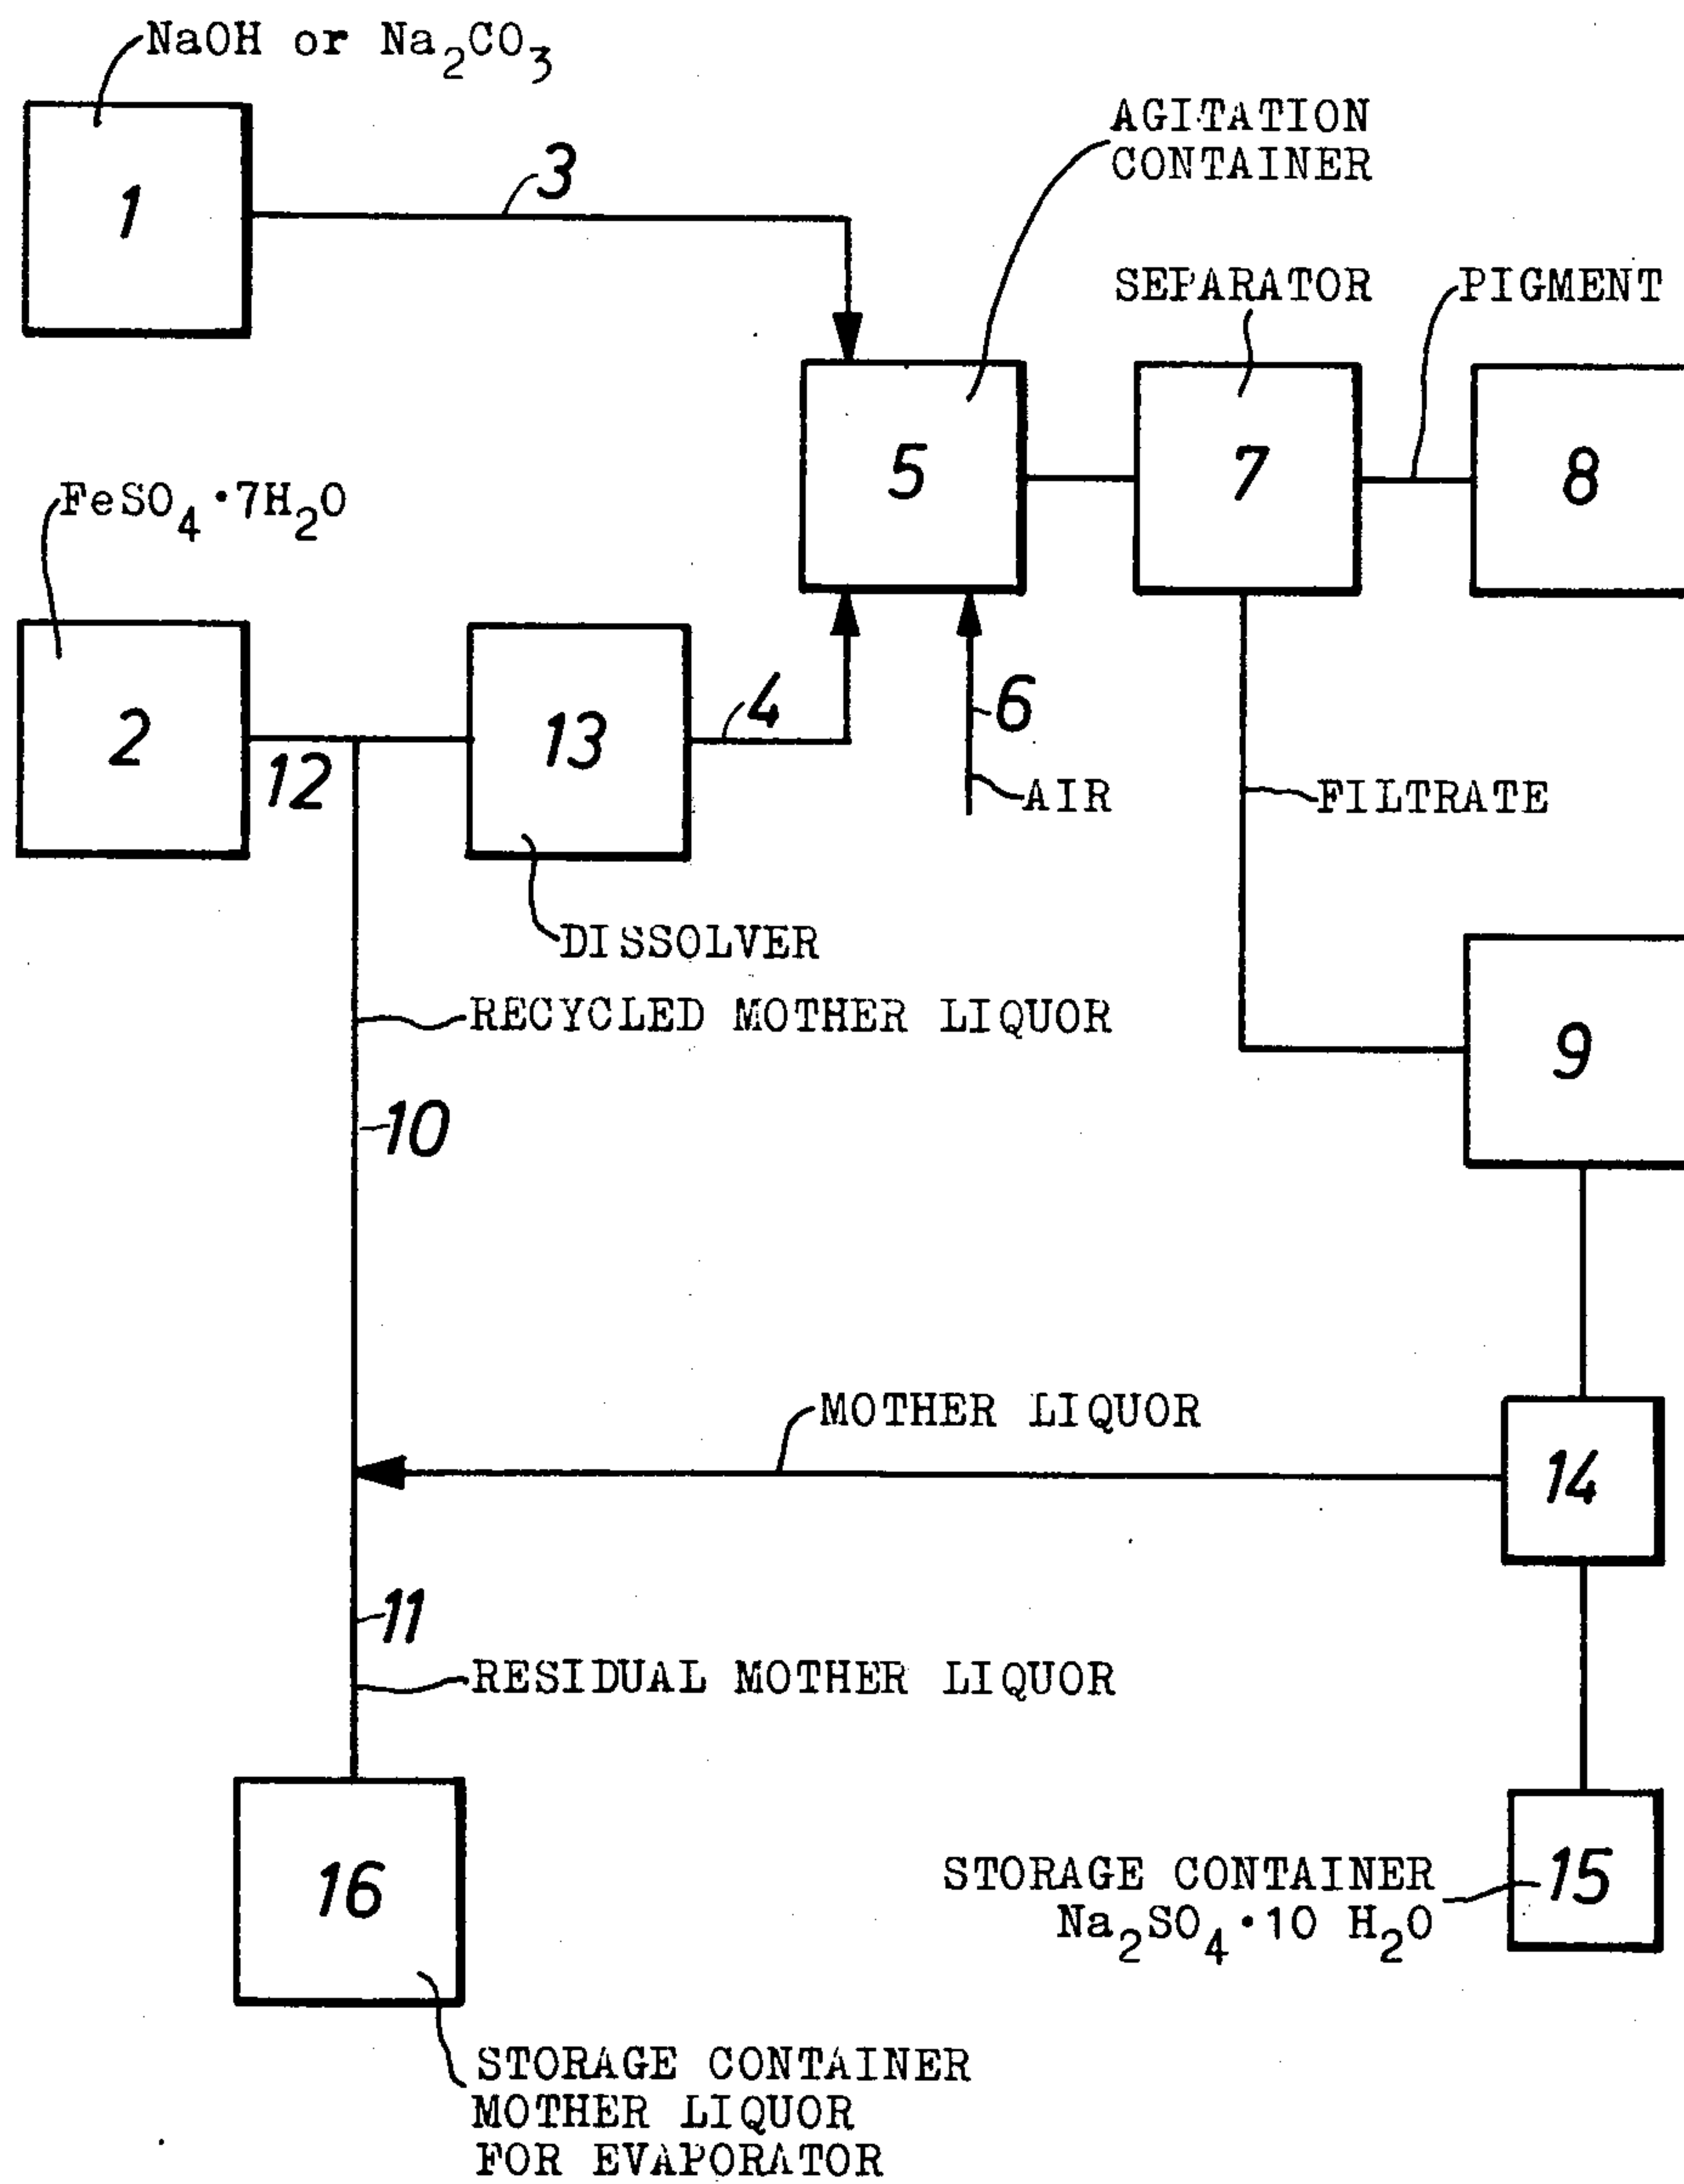 NaOH or Na₂CO₃
AGITATION
CONTAINER
1
3
SEPARATOR
PIGMENT
5
7
8
FeSO₄·7H₂O
2
12
13
4
6
AIR
FILTRATE
DISSOLVER
RECYCLED MOTHER LIQUOR
9
10
MOTHER LIQUOR
14
11
RESIDUAL MOTHER LIQUOR
16
STORAGE CONTAINER
Na₂SO₄·10 H₂O
15
STORAGE CONTAINER
MOTHER LIQUOR
FOR EVAPORATOR